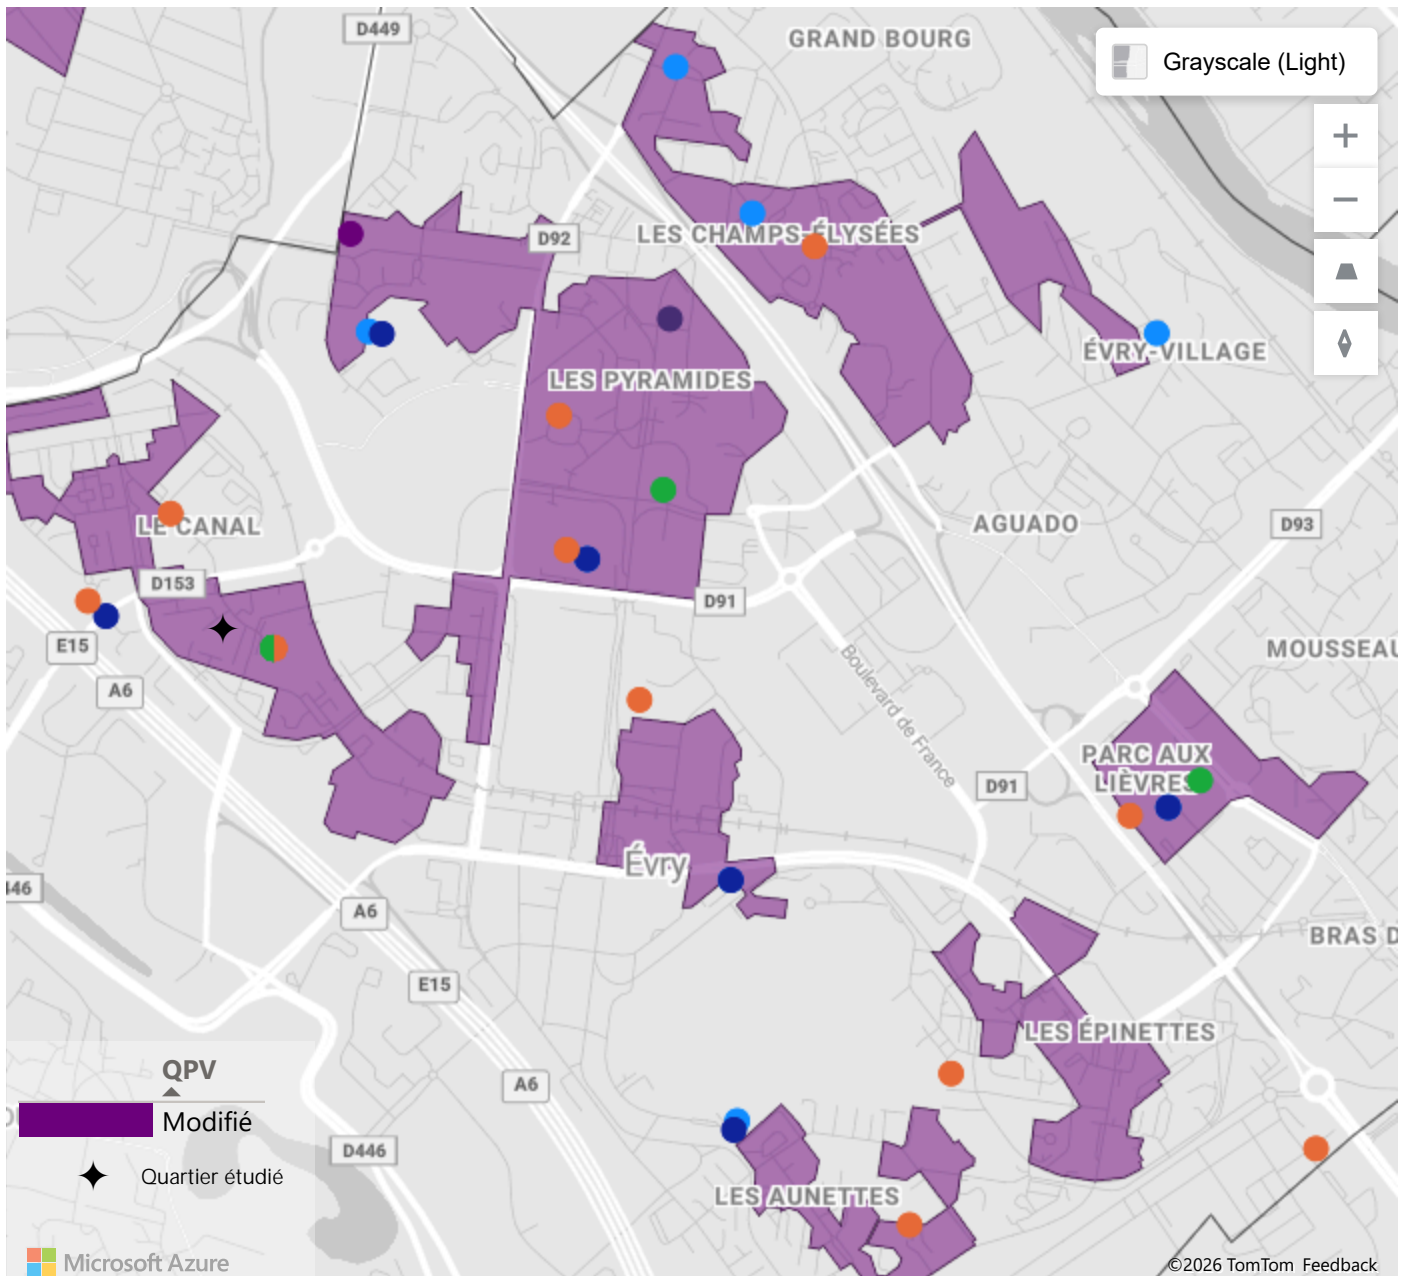 D449
GRAND BOURG
Grayscale (Light)
D92
LES CHAMPS-ÉLYSÉES
ÉVRY-VILLAGE
LES PYRAMIDES
LE CANAL
AGUADO
D93
D153
D91
E15
A6
MOUSSEAU
Boulevard de France
PARC AUX
LIÈVRES
D91
Évry
446
A6
BRAS D
E15
LES ÉPINETTES
QPV
A6
Modifié
D446
Quartier étudié
LES AUNETTES
Microsoft Azure
©2026 TomTom Feedback